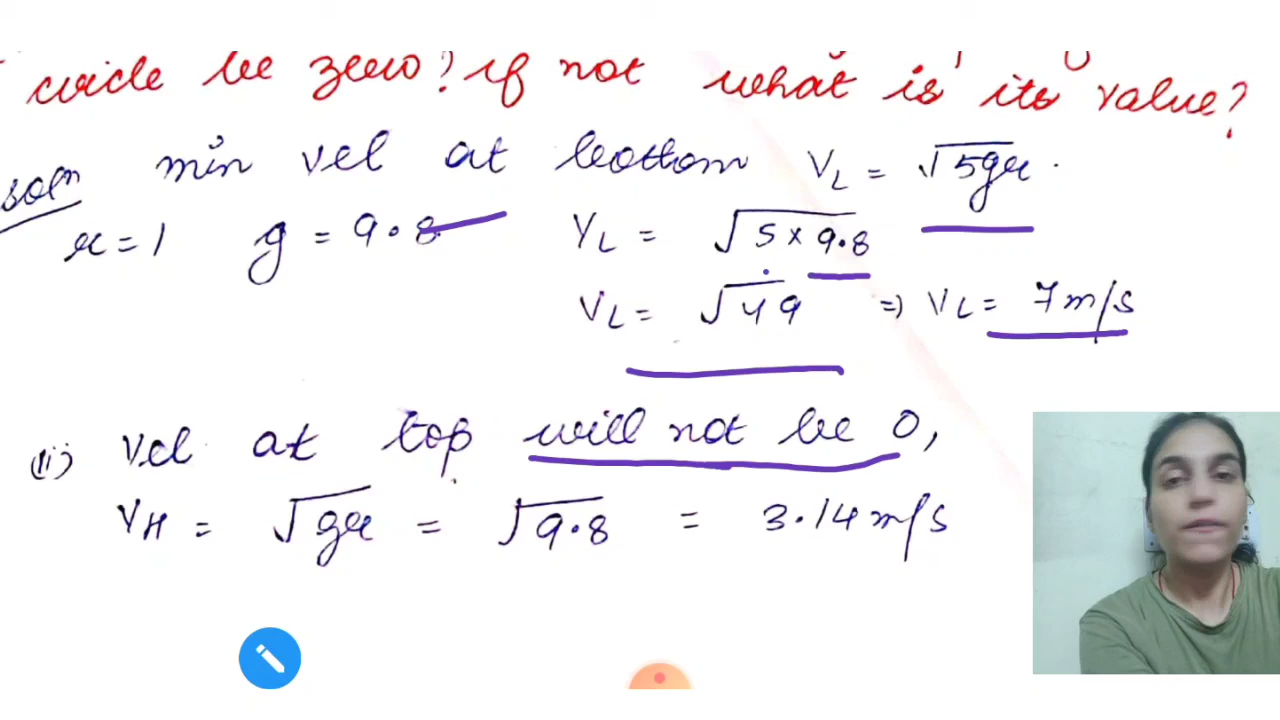 circle be zero? if not what is its value?
soln min vel at bottom VL = √5gr.
r = 1 g = 9.8 VL = √5 × 9.8
VL = √49 ⇒ VL = 7 m/s
(ii) Vel at top will not be 0,
VH = √gr = √9.8 = 3.14 m/s